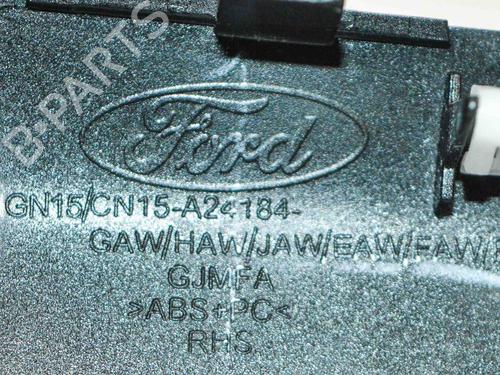 B-PARTS
Ford
GN15/CN15-A24184-
GAW/HAW/JAW/EAW/FAW/
GJMFA
>ABS+PC<
RHS